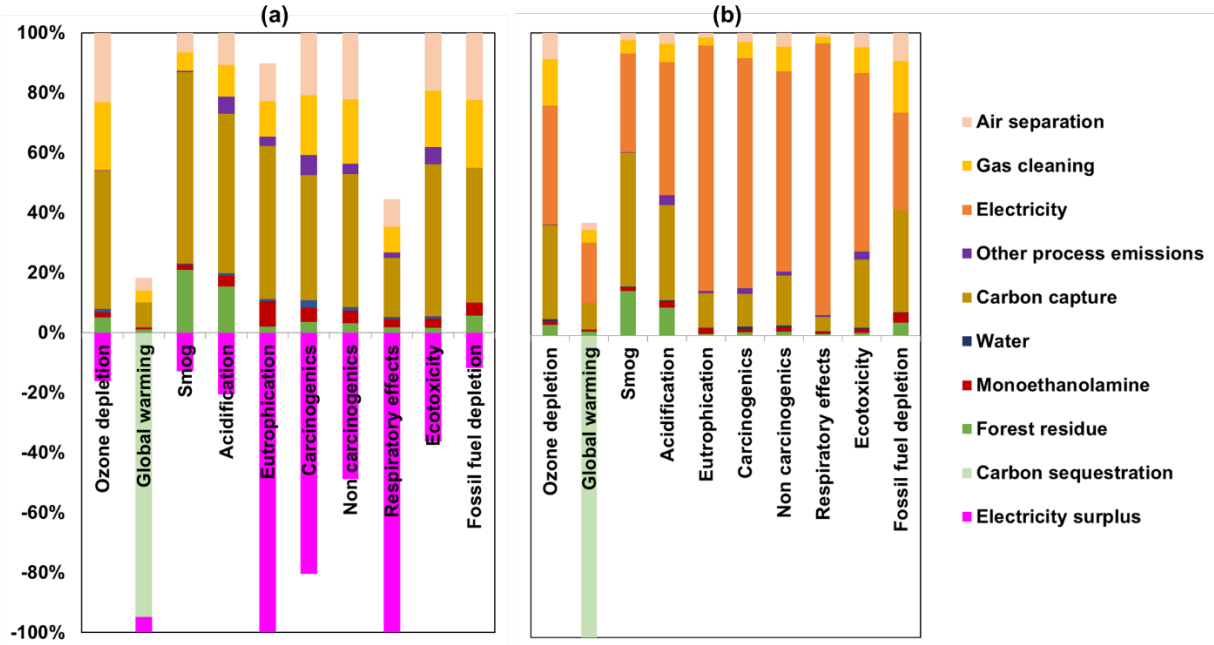 (a)
(b)
100%
80%
60%
40%
20%
0%
-20%
-40%
-60%
-80%
-100%
Ozone depletion
Global warming
Smog
Acidification
Eutrophication
Carcinogenics
Non carcinogenics
Respiratory effects
Ecotoxicity
Fossil fuel depletion
Ozone depletion
Global warming
Smog
Acidification
Eutrophication
Carcinogenics
Non carcinogenics
Respiratory effects
Ecotoxicity
Fossil fuel depletion
Air separation
Gas cleaning
Electricity
Other process emissions
Carbon capture
Water
Monoethanolamine
Forest residue
Carbon sequestration
Electricity surplus